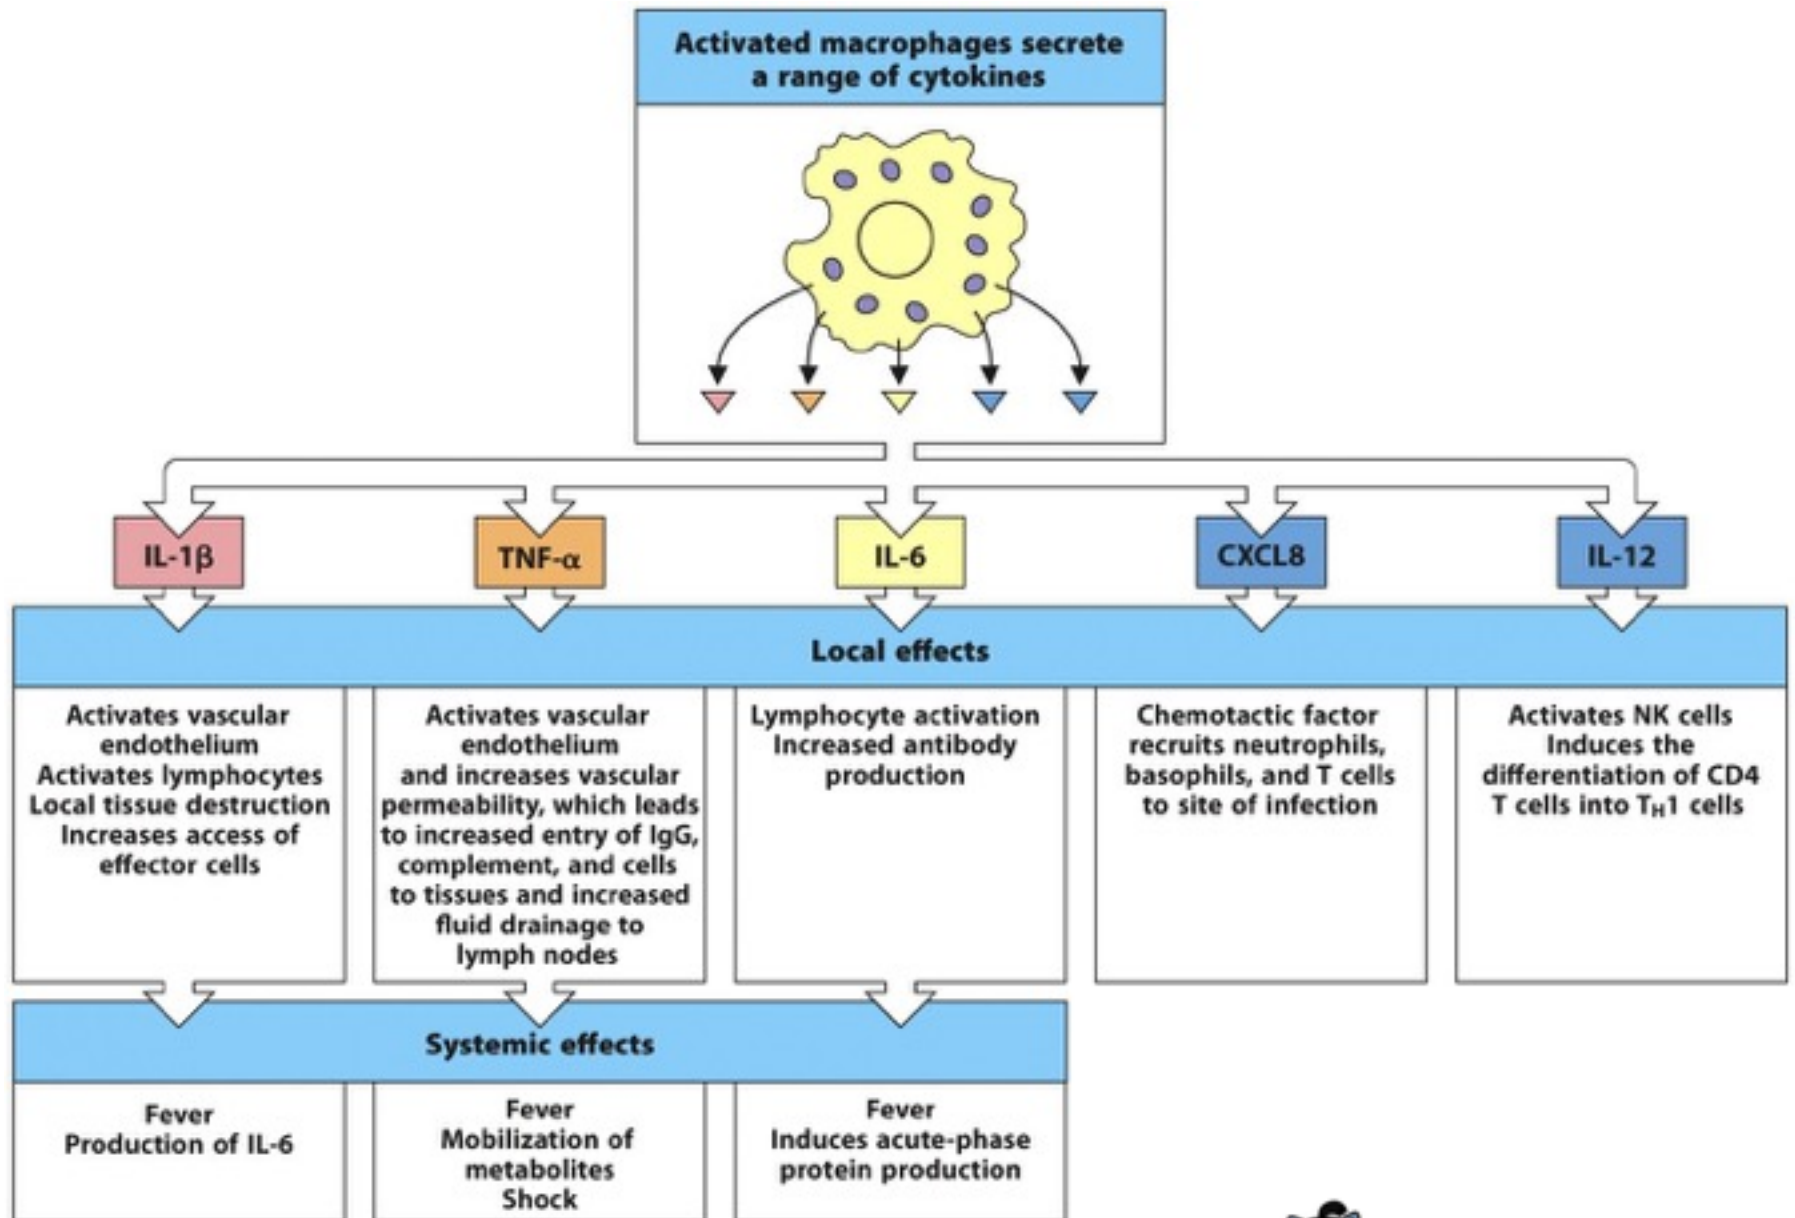 Activated macrophages secrete
a range of cytokines
IL-1β
TNF-α
IL-6
CXCL8
IL-12
Local effects
Activates vascular
endothelium
Activates lymphocytes
Local tissue destruction
Increases access of
effector cells
Activates vascular
endothelium
and increases vascular
permeability, which leads
to increased entry of IgG,
complement, and cells
to tissues and increased
fluid drainage to
lymph nodes
Lymphocyte activation
Increased antibody
production
Chemotactic factor
recruits neutrophils,
basophils, and T cells
to site of infection
Activates NK cells
Induces the
differentiation of CD4
T cells into TH1 cells
Systemic effects
Fever
Production of IL-6
Fever
Mobilization of
metabolites
Shock
Fever
Induces acute-phase
protein production